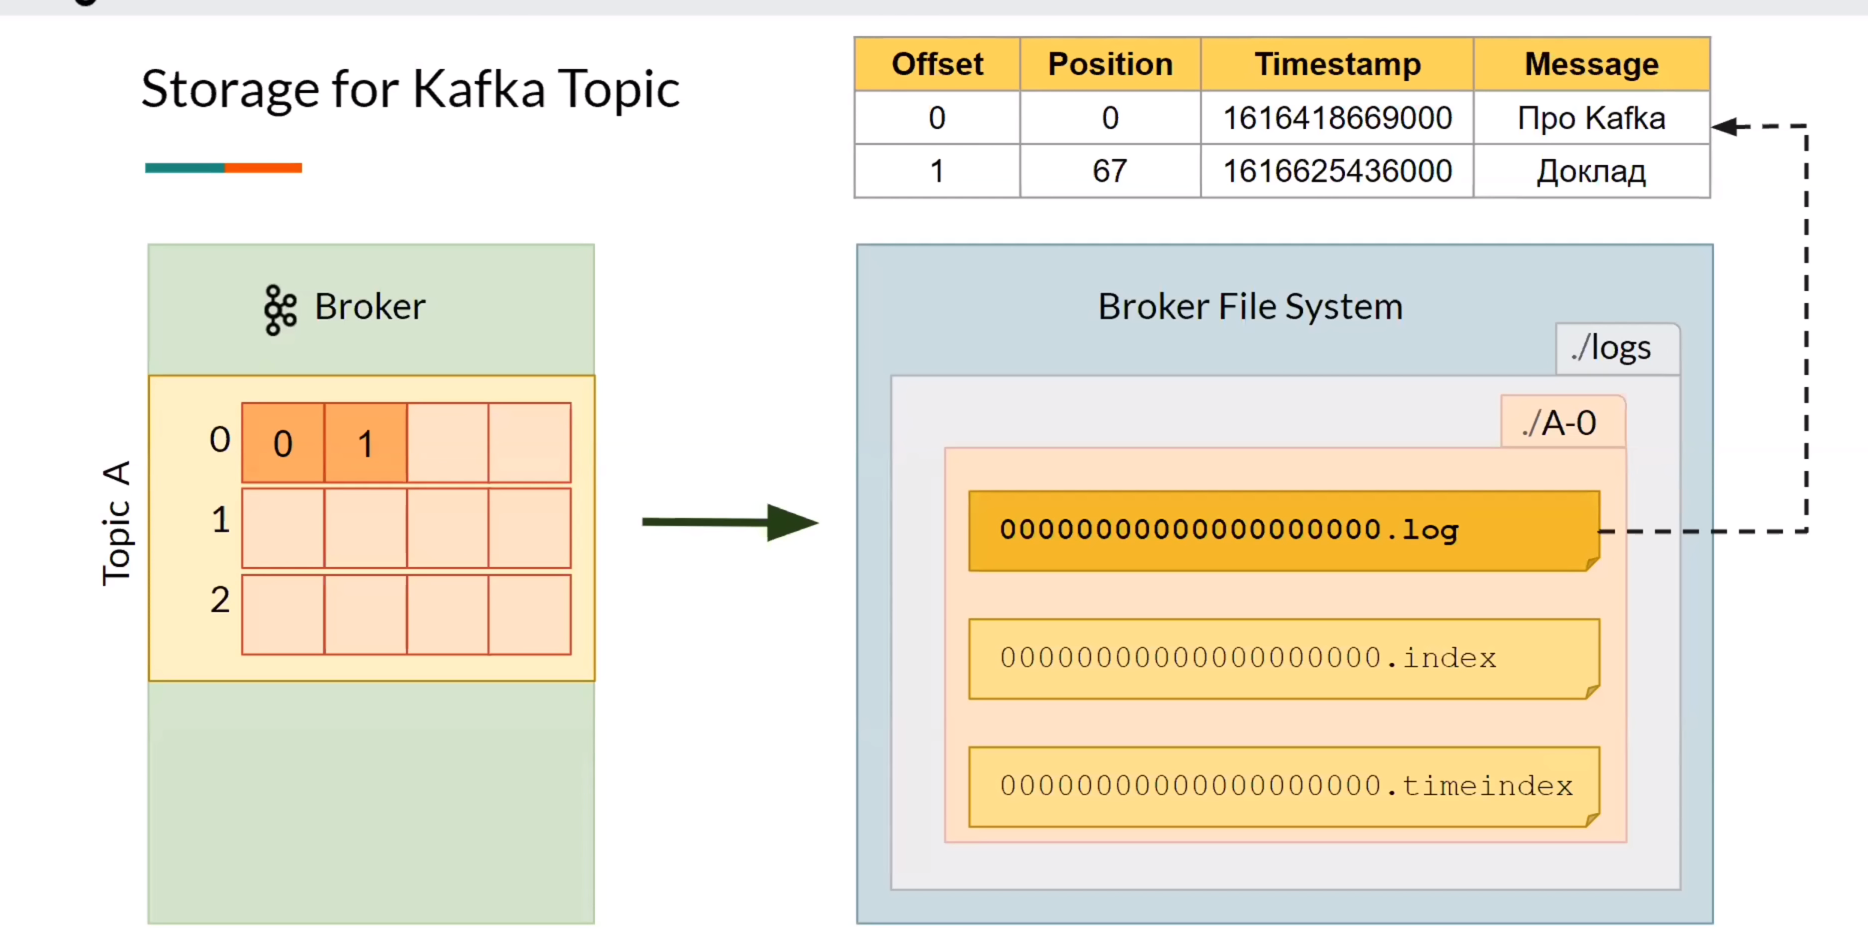 Storage for Kafka Topic
Offset Position Timestamp Message
0 0 1616418669000 Про Kafka
1 67 1616625436000 Доклад
Broker
Topic A
0 0 1
1
2
Broker File System
./logs
./A-0
00000000000000000000.log
00000000000000000000.index
00000000000000000000.timeindex